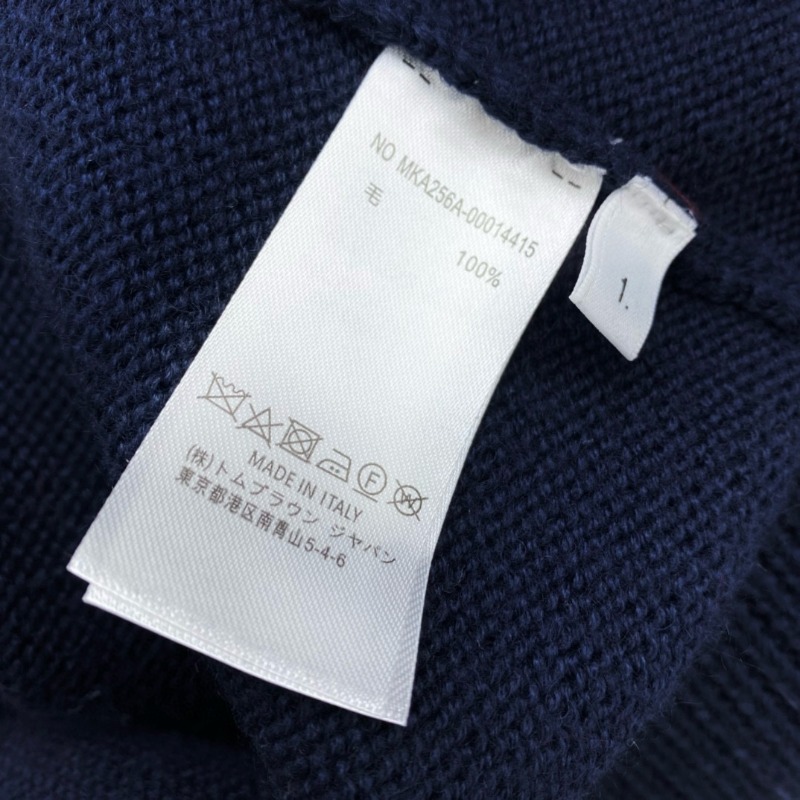 NO MKA256A-00014415
毛 100%
MADE IN ITALY
(株)トムブラウン ジャパン
東京都港区南青山5-4-6
1.